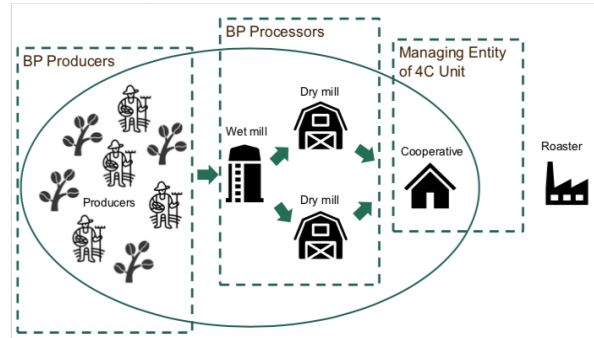 BP Producers
BP Processors
Managing Entity
of 4C Unit
Dry mill
Wet mill
Cooperative
Roaster
Producers
Dry mill